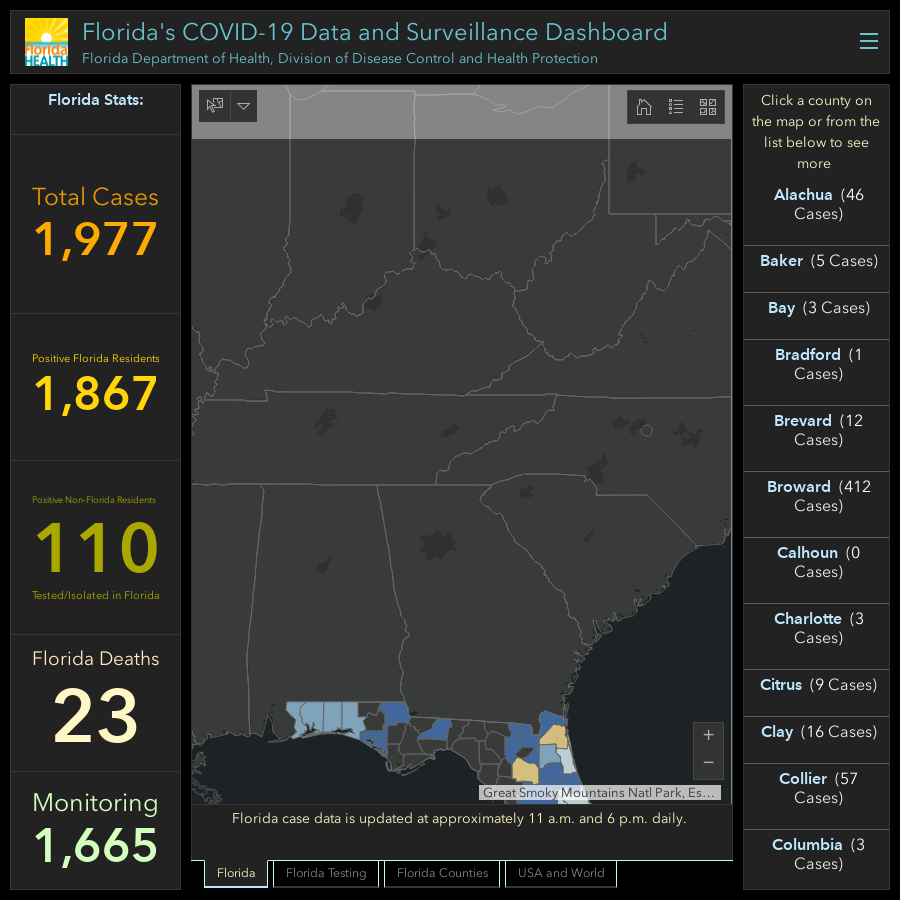 Florida
HEALTH
Florida's COVID-19 Data and Surveillance Dashboard
Florida Department of Health, Division of Disease Control and Health Protection
Florida Stats:
Total Cases
1,977
Positive Florida Residents
1,867
Positive Non-Florida Residents
110
Tested/Isolated in Florida
Florida Deaths
23
Monitoring
1,665
+
−
Great Smoky Mountains Natl Park, Es…
Florida case data is updated at approximately 11 a.m. and 6 p.m. daily.
Florida
Florida Testing
Florida Counties
USA and World
Click a county on
the map or from the
list below to see
more
Alachua (46
Cases)
Baker (5 Cases)
Bay (3 Cases)
Bradford (1
Cases)
Brevard (12
Cases)
Broward (412
Cases)
Calhoun (0
Cases)
Charlotte (3
Cases)
Citrus (9 Cases)
Clay (16 Cases)
Collier (57
Cases)
Columbia (3
Cases)